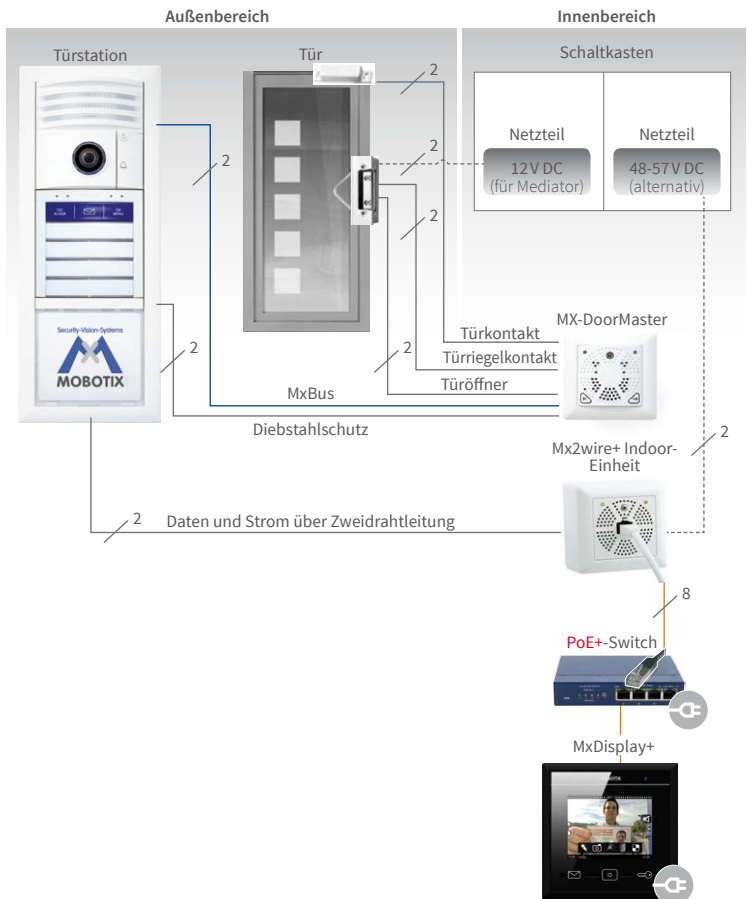 Außenbereich
Innenbereich
Türstation
Tür
Schaltkasten
2
Netzteil
Netzteil
12 V DC
(für Mediator)
48-57 V DC
(alternativ)
2
2
2
Security-Vision-Systems
MOBOTIX
2
2
MX-DoorMaster
Türkontakt
Türriegelkontakt
Türöffner
MxBus
Diebstahlschutz
Mx2wire+ Indoor-
Einheit
2
2
Daten und Strom über Zweidrahtleitung
8
PoE+-Switch
MxDisplay+
MOBOTIX